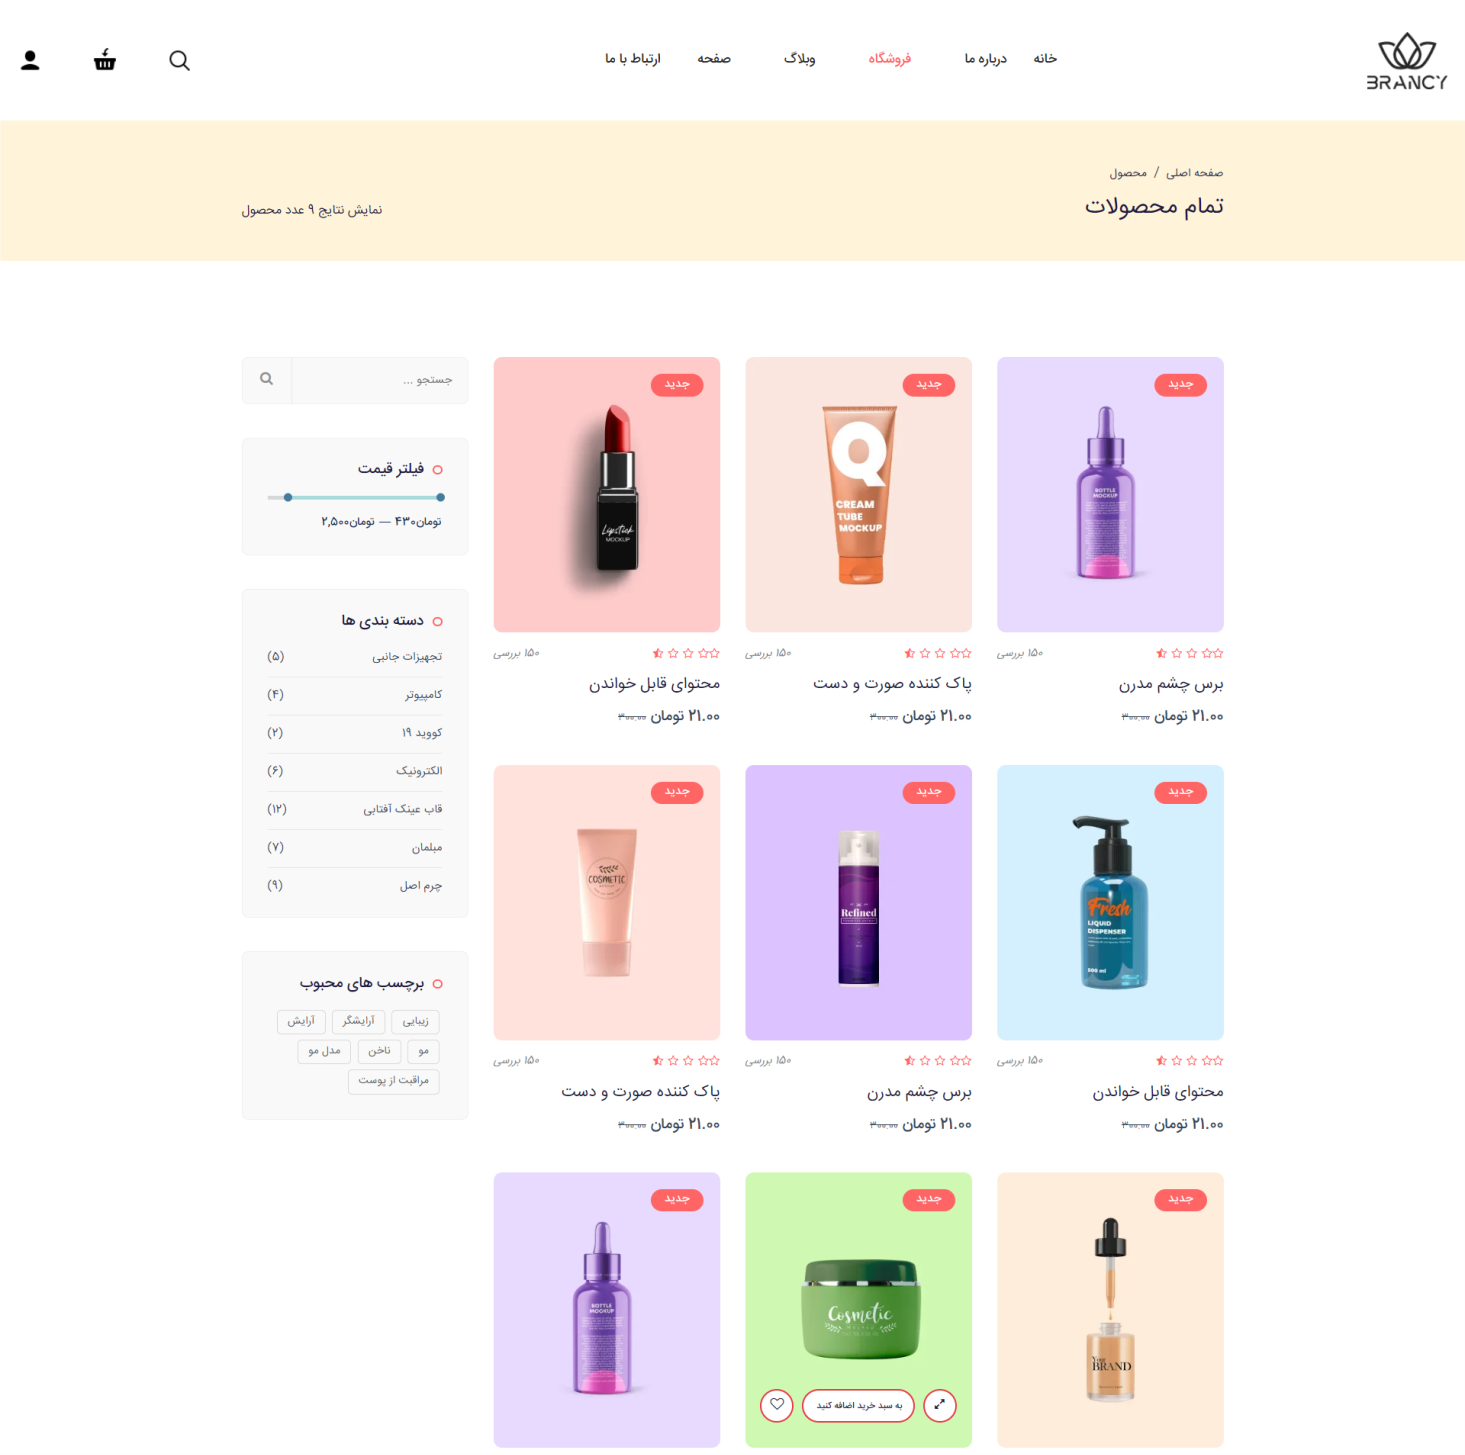 BRANCY
خانه درباره ما فروشگاه وبلاگ صفحه ارتباط با ما
صفحه اصلی / محصول
تمام محصولات
نمایش نتایج ۹ عدد محصول
جدید
BOTTLE
MOCKUP
جدید
Q
CREAM
TUBE
MOCKUP
جدید
Lipstick
MOCKUP
۱۵۰ بررسی
۱۵۰ بررسی
۱۵۰ بررسی
برس چشم مدرن
پاک کننده صورت و دست
محتوای قابل خواندن
۲۱.۰۰ تومان ۳۰۰.۰۰
۲۱.۰۰ تومان ۳۰۰.۰۰
۲۱.۰۰ تومان ۳۰۰.۰۰
جدید
Fresh
LIQUID
DISPENSER
500 ml
جدید
Refined
جدید
COSMETIC
۱۵۰ بررسی
۱۵۰ بررسی
۱۵۰ بررسی
محتوای قابل خواندن
برس چشم مدرن
پاک کننده صورت و دست
۲۱.۰۰ تومان ۳۰۰.۰۰
۲۱.۰۰ تومان ۳۰۰.۰۰
۲۱.۰۰ تومان ۳۰۰.۰۰
جدید
Your
BRAND
جدید
Cosmetic
به سبد خرید اضافه کنید
جدید
BOTTLE
MOCKUP
جستجو ...
فیلتر قیمت
تومان۴۳۰ — تومان۲,۵۰۰
دسته بندی ها
تجهیزات جانبی (۵)
کامپیوتر (۴)
کووید ۱۹ (۲)
الکترونیک (۶)
قاب عینک آفتابی (۱۲)
مبلمان (۷)
چرم اصل (۹)
برچسب های محبوب
زیبایی آرایشگر آرایش
مو ناخن مدل مو
مراقبت از پوست